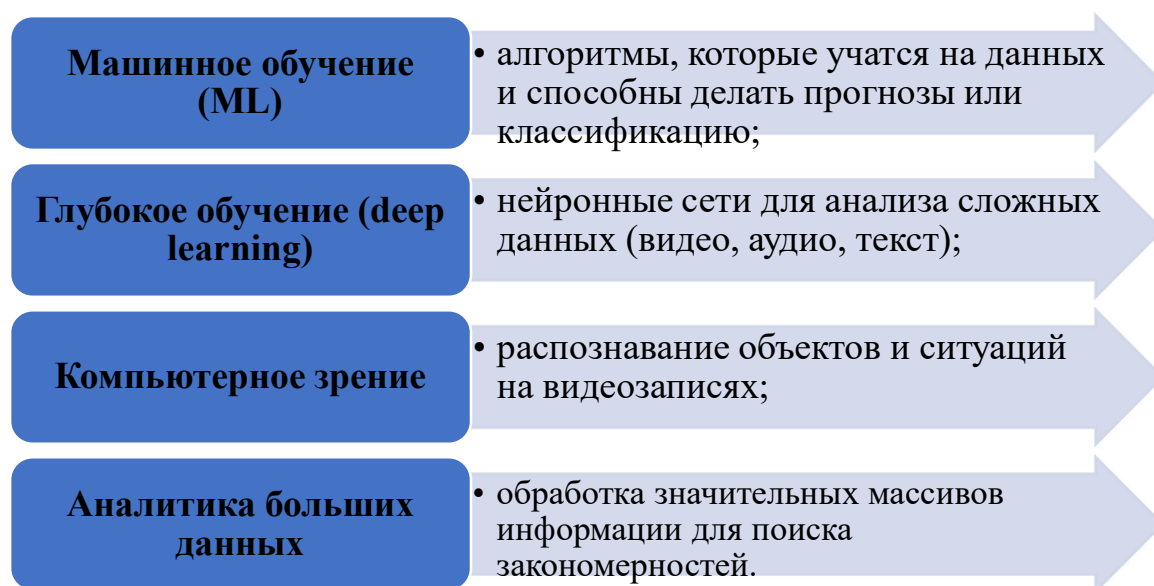 Машинное обучение
(ML)
• алгоритмы, которые учатся на данных
и способны делать прогнозы или
классификацию;
Глубокое обучение (deep
learning)
• нейронные сети для анализа сложных
данных (видео, аудио, текст);
Компьютерное зрение
• распознавание объектов и ситуаций
на видеозаписях;
Аналитика больших
данных
• обработка значительных массивов
информации для поиска
закономерностей.